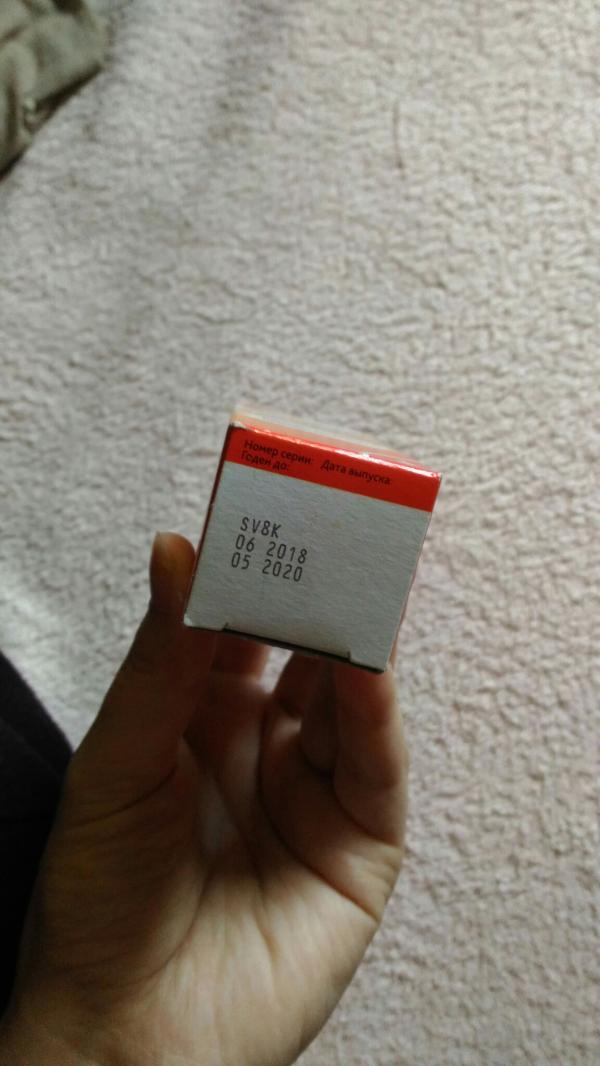 Номер серии: Дата выпуска:
Годен до:
SV8K
06 2018
05 2020